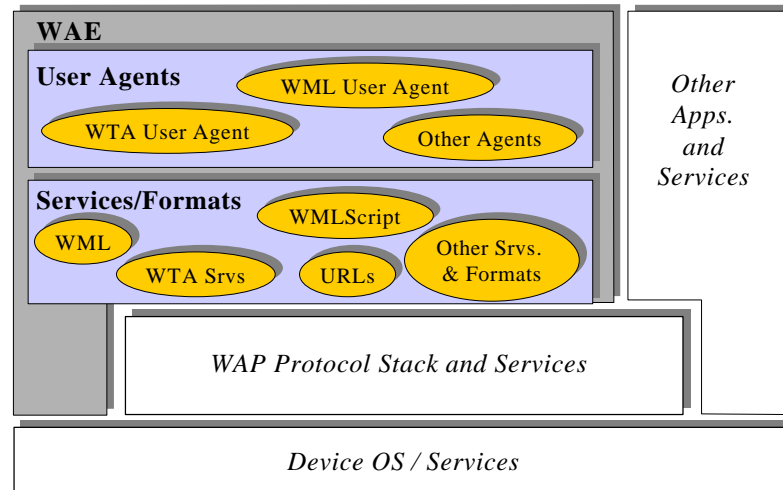 WAE
User Agents
WML User Agent
WTA User Agent
Other Agents
Services/Formats
WMLScript
WML
Other Srvs.
& Formats
WTA Srvs
URLs
Other
Apps.
and
Services
WAP Protocol Stack and Services
Device OS / Services